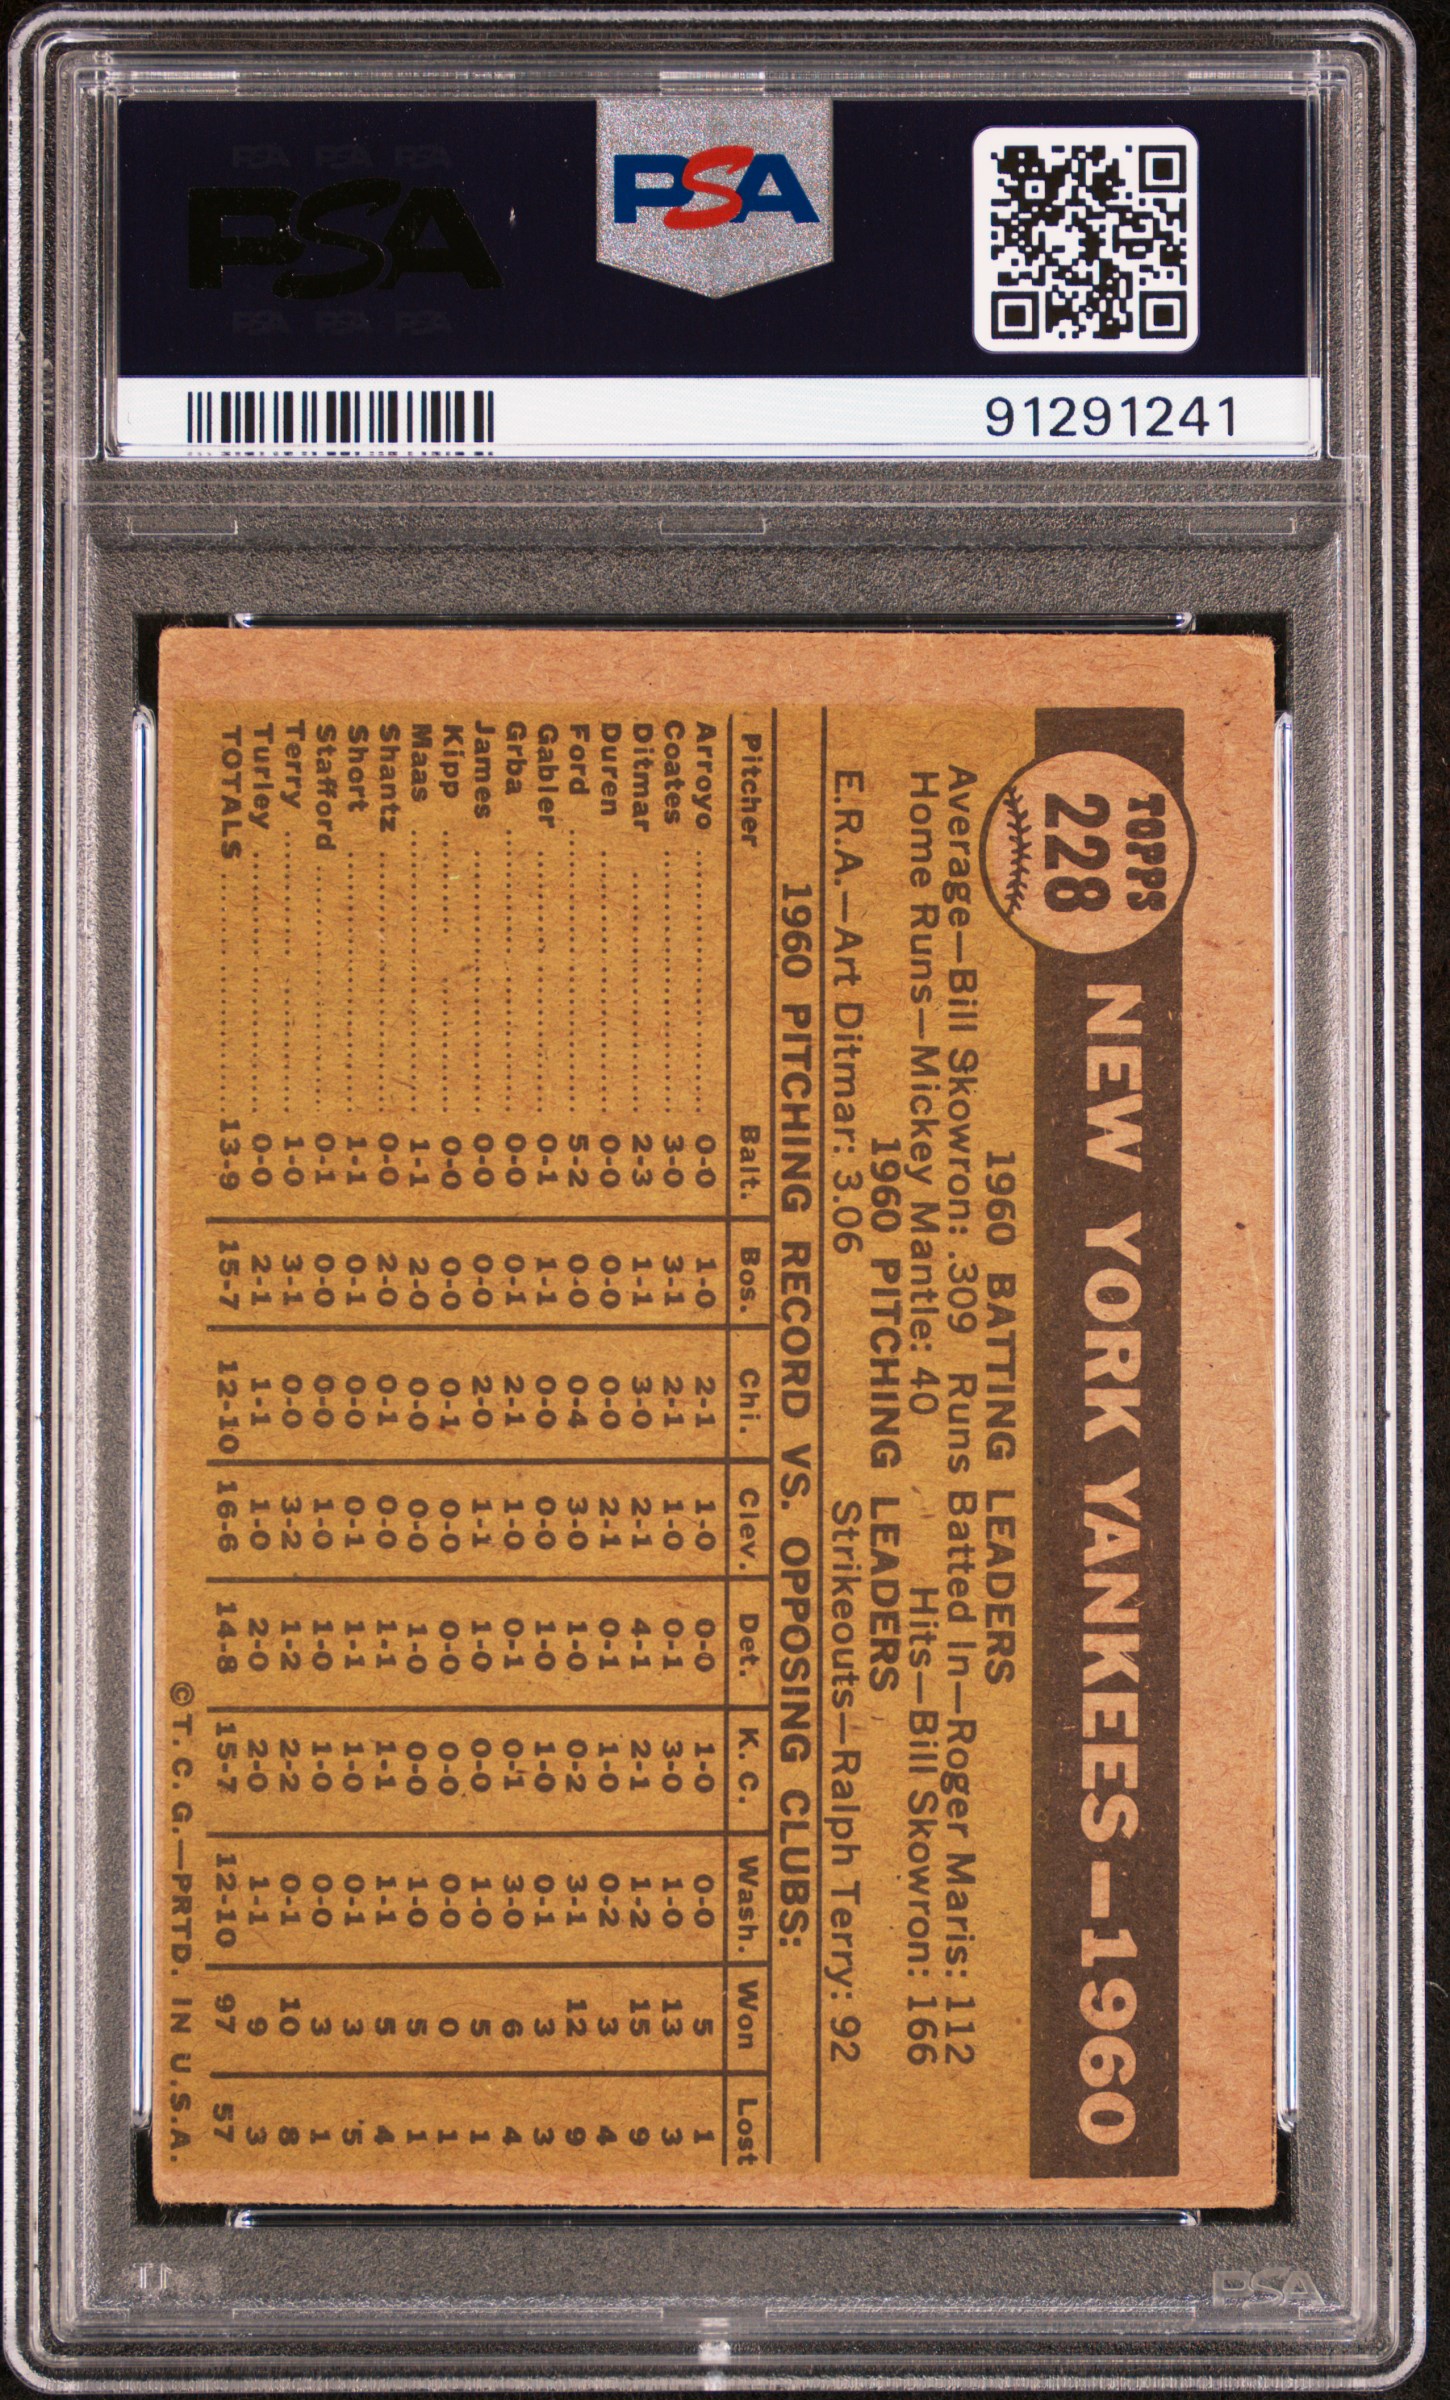 PSA PSA PSA
PSA
PSA PSA PSA
PSA
91291241
TOPPS
228
NEW YORK YANKEES—1960
1960 BATTING LEADERS
Average—Bill Skowron: .309 Runs Batted In—Roger Maris: 112
Home Runs—Mickey Mantle: 40 Hits—Bill Skowron: 166
1960 PITCHING LEADERS
E.R.A.—Art Ditmar: 3.06 Strikeouts—Ralph Terry: 92
1960 PITCHING RECORD VS. OPPOSING CLUBS:
Pitcher Balt. Bos. Chi. Clev. Det. K. C. Wash. Won Lost
Arroyo 0-0 1-0 2-1 1-0 0-0 1-0 0-0 5 1
Coates 3-0 3-1 2-1 1-0 0-1 3-0 1-0 13 3
Ditmar 2-3 1-1 3-0 2-1 4-1 2-1 1-2 15 9
Duren 0-0 0-0 0-0 2-1 0-1 1-0 0-2 3 4
Ford 5-2 0-0 0-4 3-0 1-0 0-2 3-1 12 9
Gabler 0-1 1-1 0-0 0-0 1-0 1-0 0-1 3 3
Grba 0-0 0-1 2-1 1-0 0-1 0-1 3-0 6 4
James 0-0 0-0 2-0 1-1 1-0 0-0 1-0 5 1
Kipp 0-0 0-0 0-1 0-0 0-0 0-0 0-0 0 1
Maas 1-1 2-0 0-0 0-0 1-0 0-0 1-0 5 1
Shantz 0-0 2-0 0-1 0-0 1-1 1-1 1-1 5 4
Short 1-1 0-1 0-0 0-1 1-1 1-0 0-1 3 5
Stafford 0-1 0-0 0-0 1-0 1-0 1-0 0-0 3 1
Terry 1-0 3-1 0-0 3-2 1-2 2-2 0-1 10 8
Turley 0-0 2-1 1-1 1-0 2-0 2-0 1-1 9 3
TOTALS 13-9 15-7 12-10 16-6 14-8 15-7 12-10 97 57
©T. C. G.—PRTD. IN U.S.A.
PSA